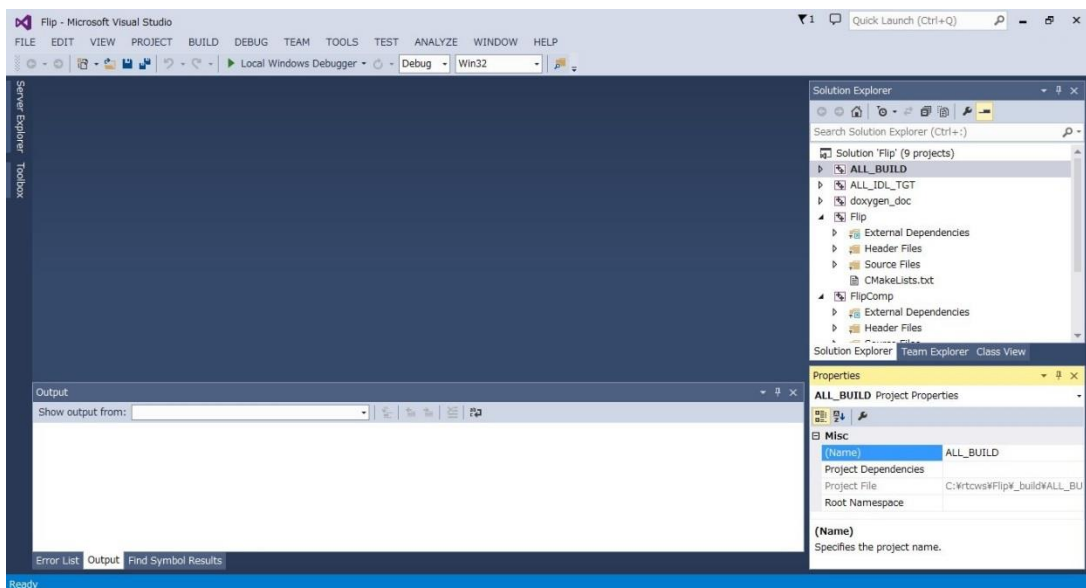 Flip - Microsoft Visual Studio
1
Quick Launch (Ctrl+Q)
FILE EDIT VIEW PROJECT BUILD DEBUG TEAM TOOLS TEST ANALYZE WINDOW HELP
Local Windows Debugger
Debug
Win32
Server Explorer
Toolbox
Solution Explorer
Search Solution Explorer (Ctrl+:)
Solution 'Flip' (9 projects)
ALL_BUILD
ALL_IDL_TGT
doxygen_doc
Flip
External Dependencies
Header Files
Source Files
CMakeLists.txt
FlipComp
External Dependencies
Header Files
Source Files
Solution Explorer Team Explorer Class View
Output
Show output from:
Error List Output Find Symbol Results
Properties
ALL_BUILD Project Properties
Misc
(Name) ALL_BUILD
Project Dependencies
Project File C:¥rtcws¥Flip¥_build¥ALL_BU
Root Namespace
(Name)
Specifies the project name.
Ready